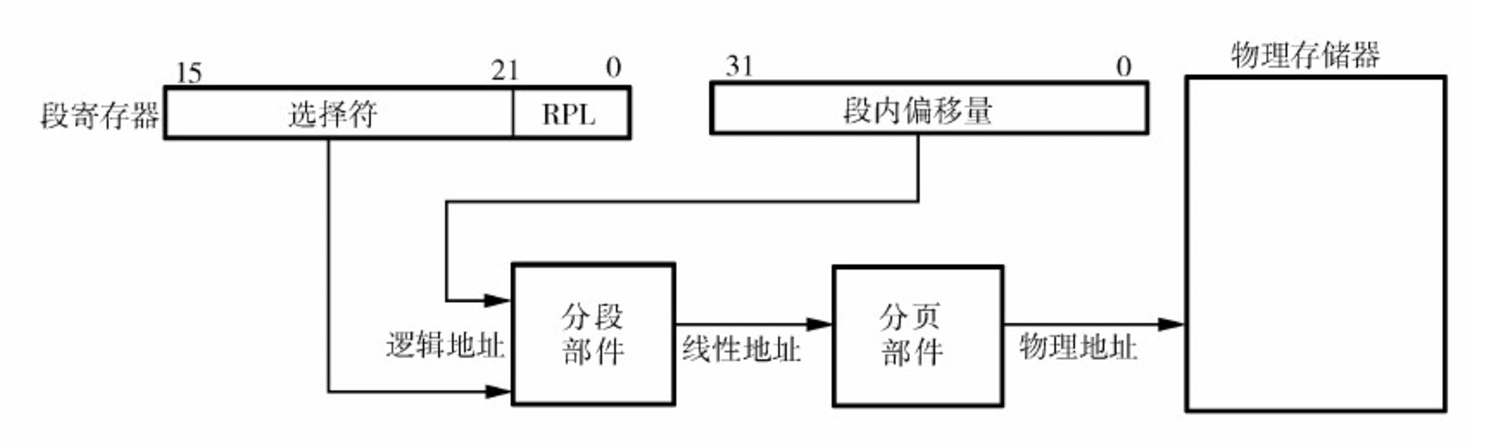 物理存储器
15 21 0
31 0
段寄存器 选择符 RPL
段内偏移量
分段
部件
分页
部件
逻辑地址
线性地址
物理地址